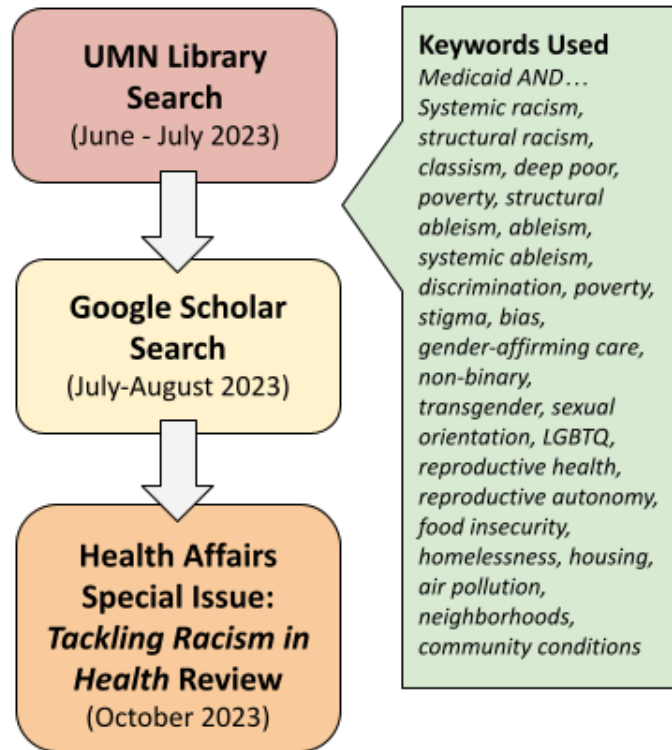 UMN Library
Search
(June - July 2023)
Google Scholar
Search
(July-August 2023)
Health Affairs
Special Issue:
Tackling Racism in
Health Review
(October 2023)
Keywords Used
Medicaid AND…
Systemic racism,
structural racism,
classism, deep poor,
poverty, structural
ableism, ableism,
systemic ableism,
discrimination, poverty,
stigma, bias,
gender-affirming care,
non-binary,
transgender, sexual
orientation, LGBTQ,
reproductive health,
reproductive autonomy,
food insecurity,
homelessness, housing,
air pollution,
neighborhoods,
community conditions